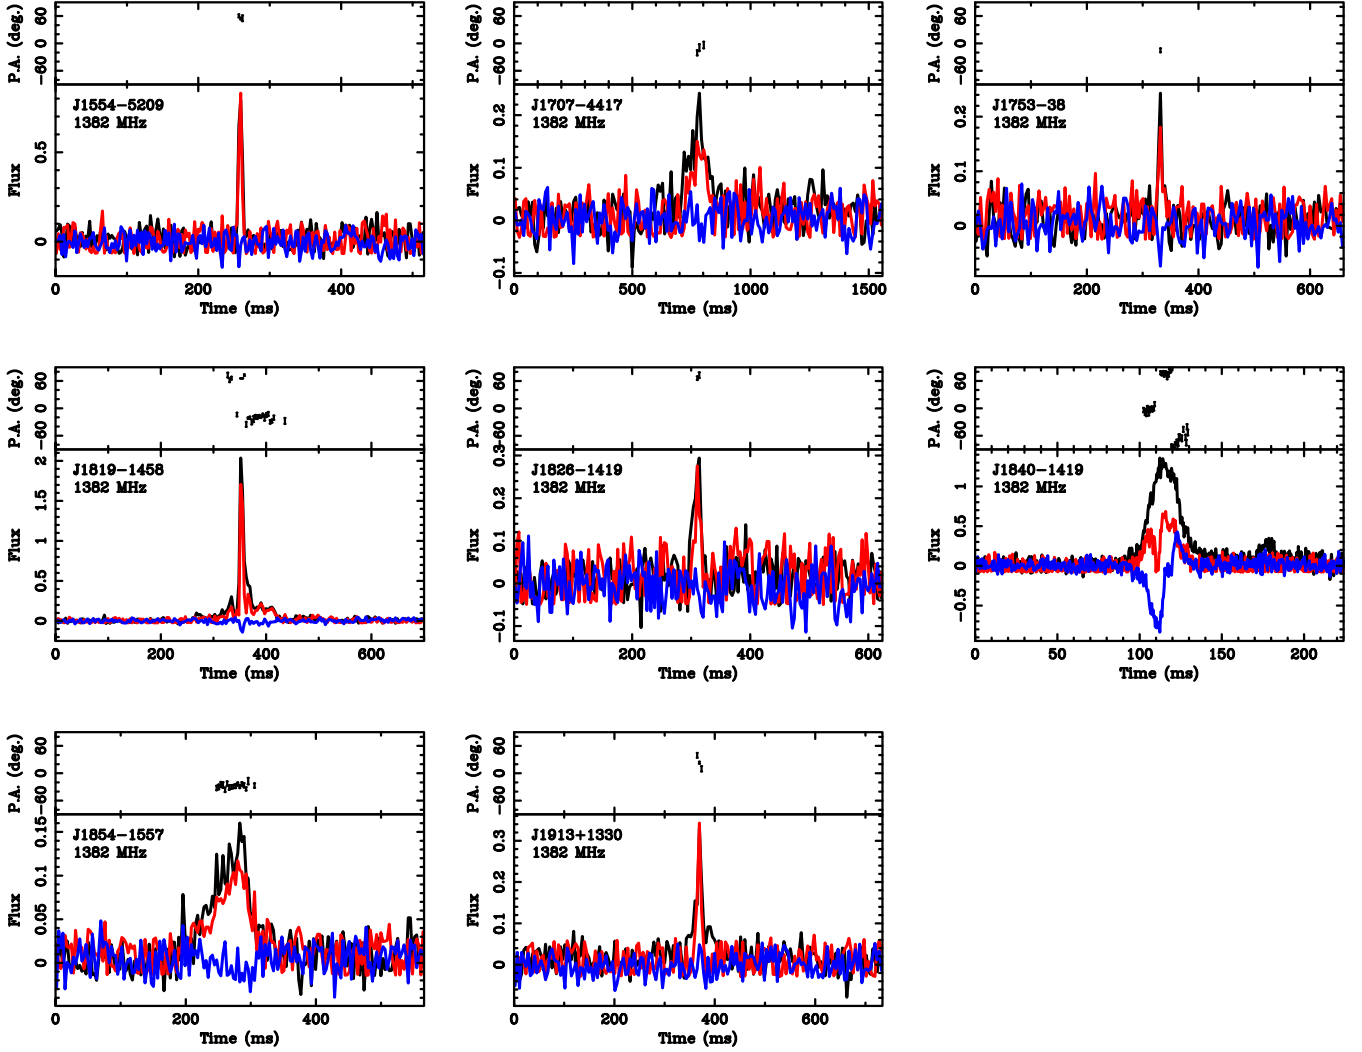 P.A. (deg.)
−60 0 60
J1554−5209
1382 MHz
Flux
0 0.5
0 200 400
Time (ms)
P.A. (deg.)
−60 0 60
J1707−4417
1382 MHz
Flux
−0.1 0 0.1 0.2
0 500 1000 1500
Time (ms)
P.A. (deg.)
−60 0 60
J1753−38
1382 MHz
Flux
0 0.1 0.2
0 200 400 600
Time (ms)
P.A. (deg.)
−60 0 60
J1819−1458
1382 MHz
Flux
0 0.5 1 1.5 2
0 200 400 600
Time (ms)
P.A. (deg.)
−60 0 60
J1826−1419
1382 MHz
Flux
−0.1 0 0.1 0.2 0.3
0 200 400 600
Time (ms)
P.A. (deg.)
−60 0 60
J1840−1419
1382 MHz
Flux
−0.5 0 0.5 1
0 50 100 150 200
Time (ms)
P.A. (deg.)
−60 0 60
J1854−1557
1382 MHz
Flux
0 0.05 0.1 0.15
0 200 400
Time (ms)
P.A. (deg.)
−60 0 60
J1913+1330
1382 MHz
Flux
0 0.1 0.2 0.3
0 200 400 600
Time (ms)